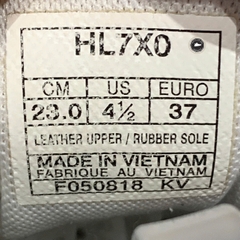 HL7X0
CM US EURO
23.0 4½ 37
LEATHER UPPER / RUBBER SOLE
MADE IN VIETNAM
FABRIQUE AU VIETNAM
F050818 KV